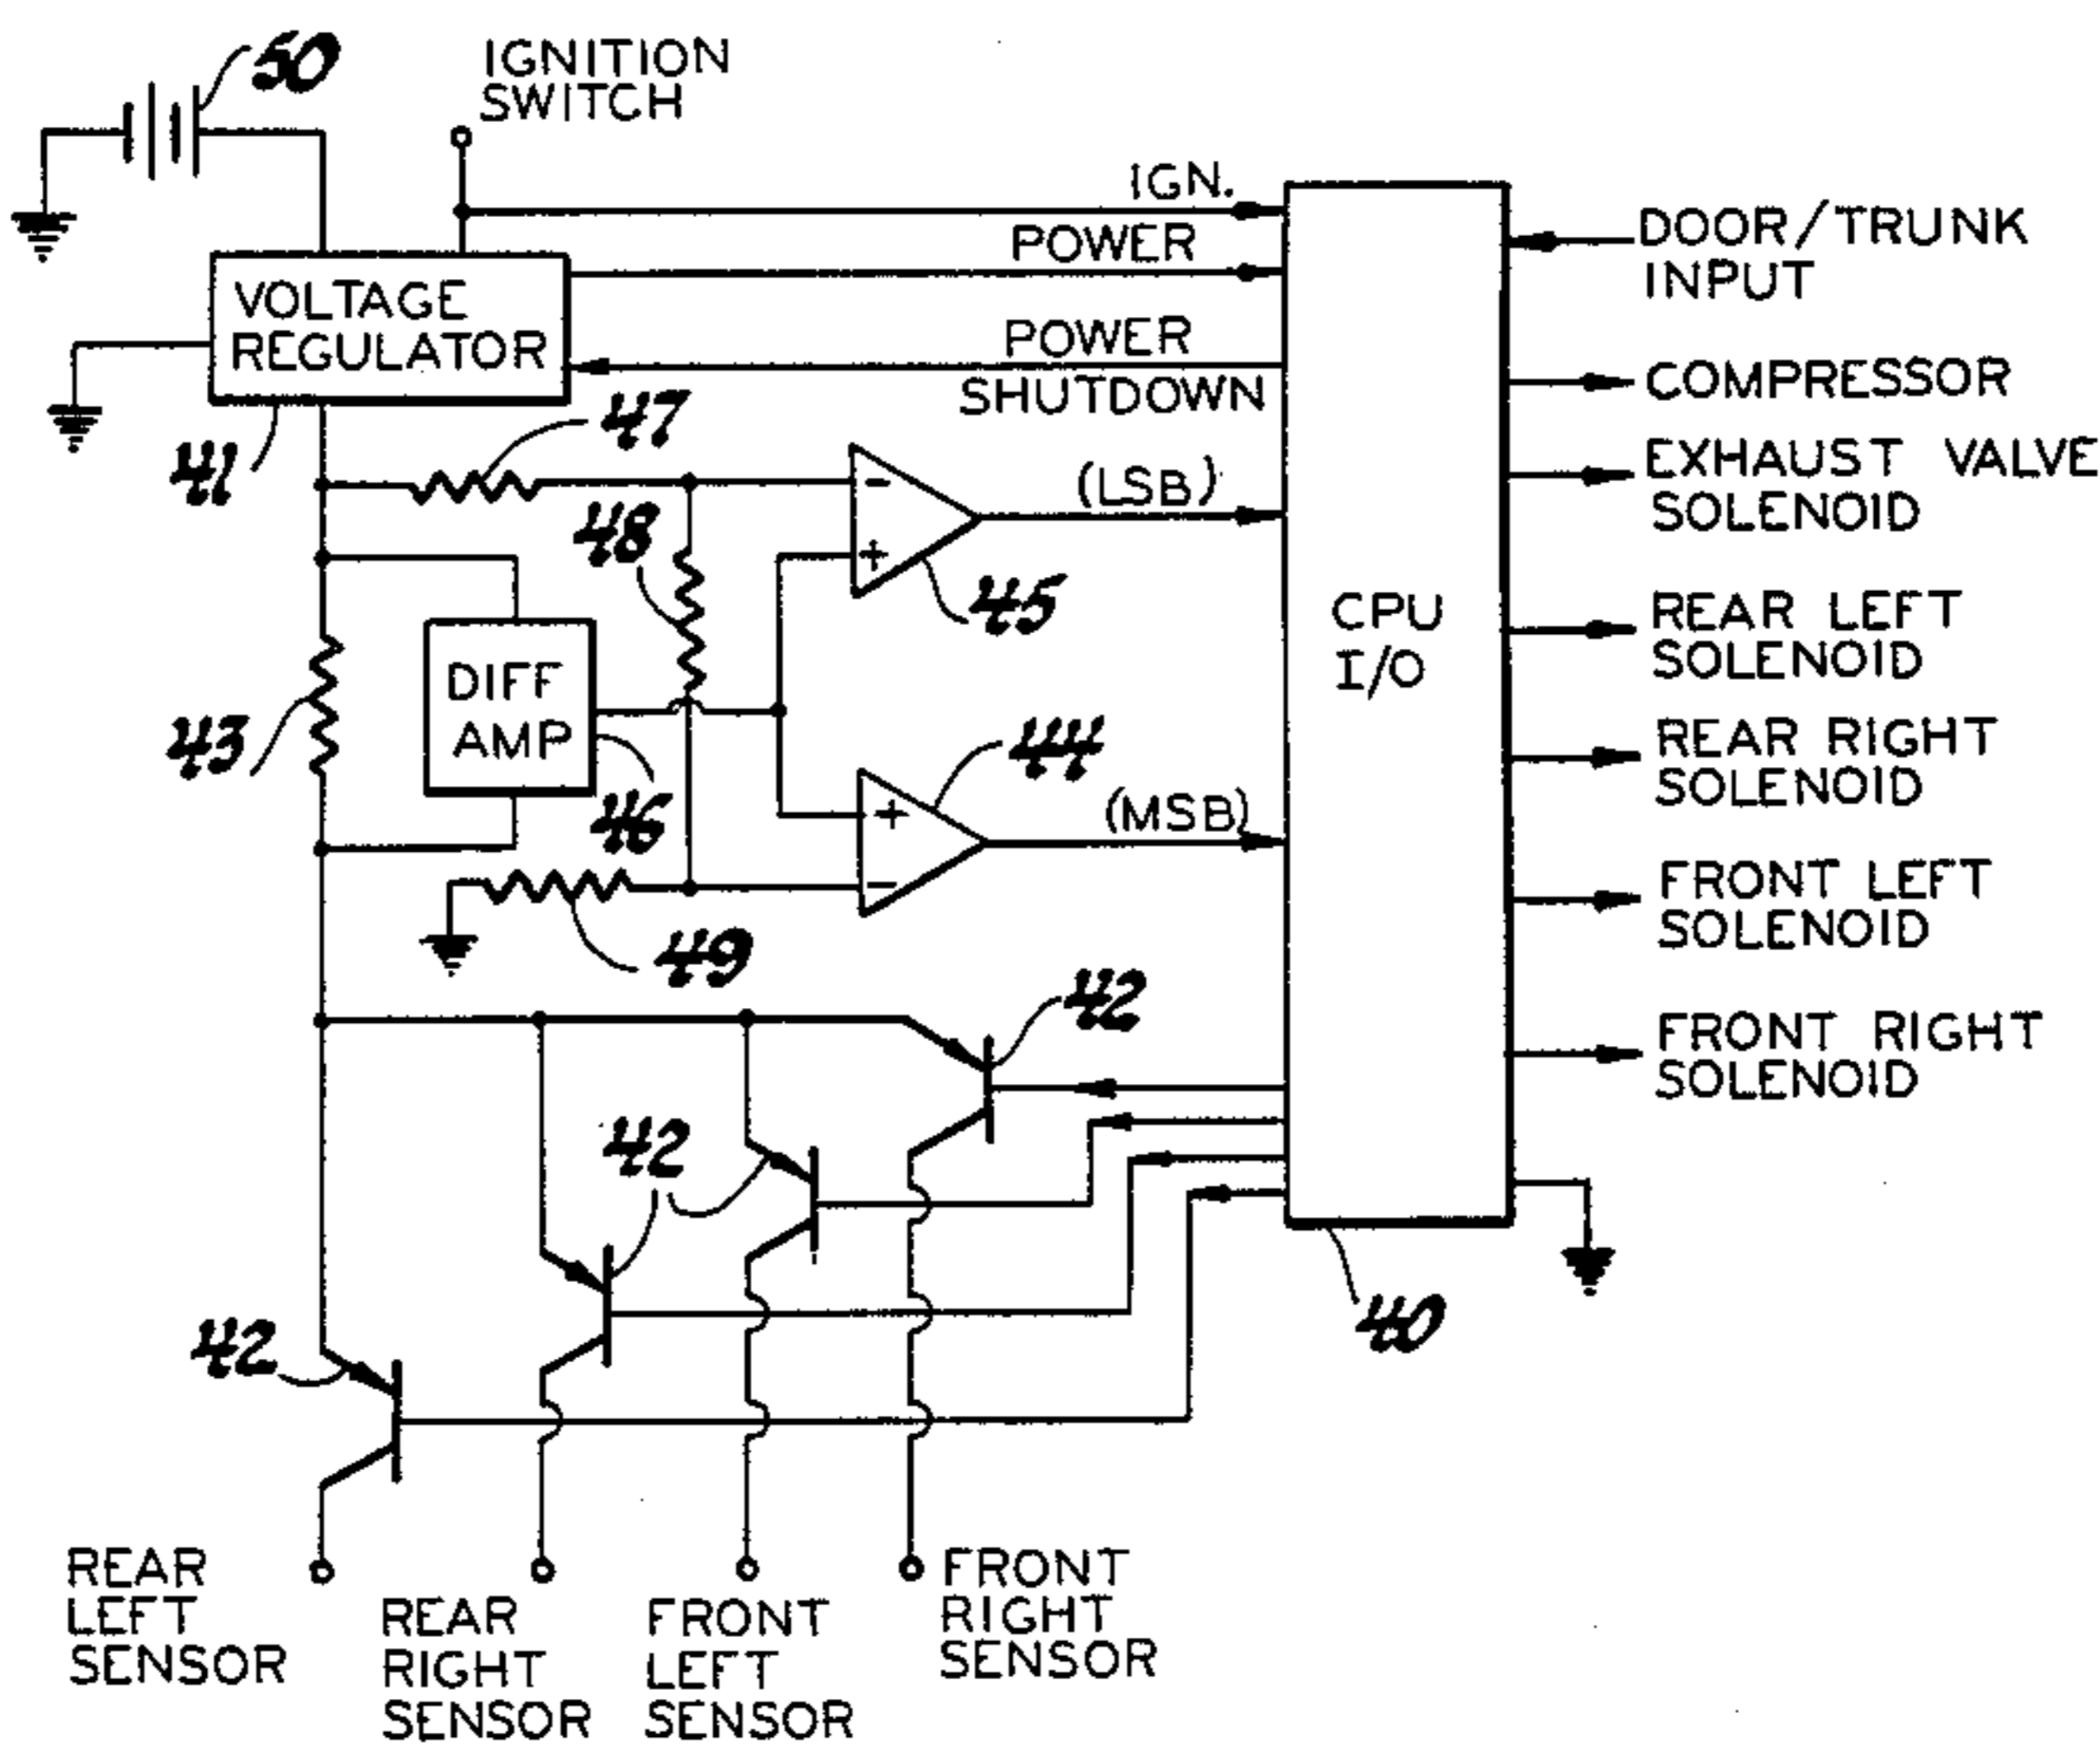 50
IGNITION
SWITCH
IGN.
POWER
DOOR/TRUNK
INPUT
VOLTAGE
REGULATOR
POWER
SHUTDOWN
COMPRESSOR
41
47
(LSB)
EXHAUST VALVE
SOLENOID
48
45
CPU
I/O
REAR LEFT
SOLENOID
DIFF
AMP
43
44
REAR RIGHT
SOLENOID
46
(MSB)
FRONT LEFT
SOLENOID
49
42
FRONT RIGHT
SOLENOID
42
42
40
REAR
LEFT
SENSOR
REAR
RIGHT
SENSOR
FRONT
LEFT
SENSOR
FRONT
RIGHT
SENSOR
+
-
+
-